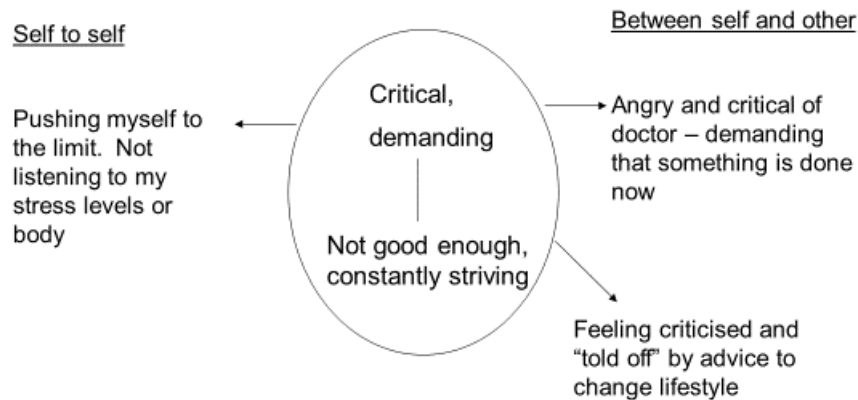 Self to self
Pushing myself to
the limit.  Not
listening to my
stress levels or
body
Critical,
demanding
Not good enough,
constantly striving
Between self and other
Angry and critical of
doctor – demanding
that something is done
now
Feeling criticised and
“told off” by advice to
change lifestyle